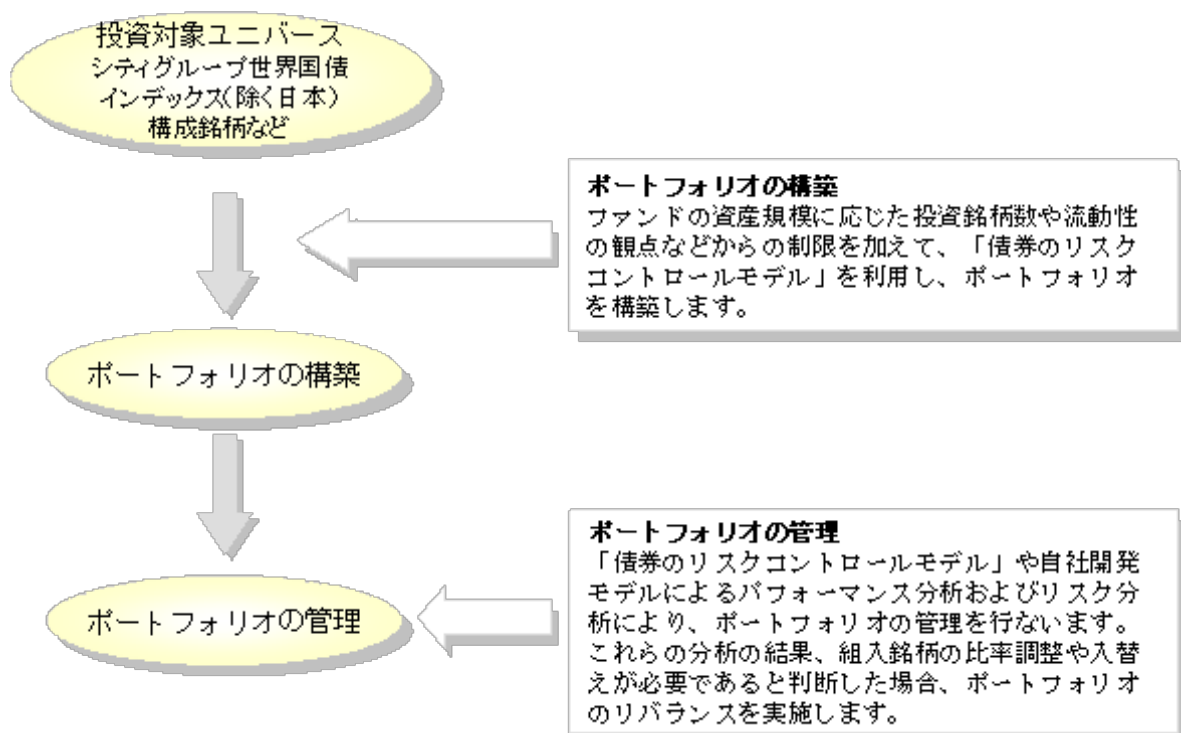 投資対象ユニバース
シティグループ世界国債
インデックス(除く日本)
構成銘柄など
ポートフォリオの構築
ファンドの資産規模に応じた投資銘柄数や流動性
の観点などからの制限を加えて、「債券のリスク
コントロールモデル」を利用し、ポートフォリオ
を構築します。
ポートフォリオの構築
ポートフォリオの管理
「債券のリスクコントロールモデル」や自社開発
モデルによるパフォーマンス分析およびリスク分
析により、ポートフォリオの管理を行ないます。
これらの分析の結果、組入銘柄の比率調整や入替
えが必要であると判断した場合、ポートフォリオ
のリバランスを実施します。
ポートフォリオの管理